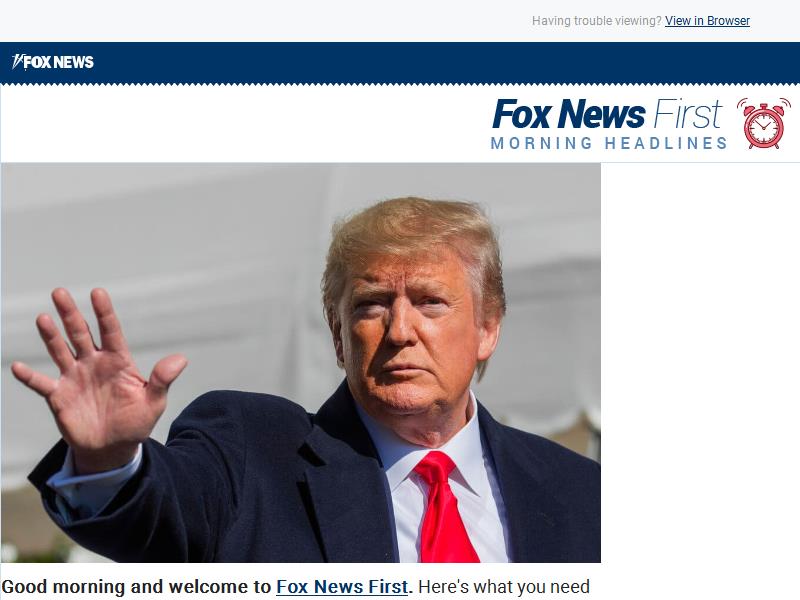 Having trouble viewing? View in Browser
FOX NEWS
Fox News First
MORNING HEADLINES
Good morning and welcome to Fox News First. Here's what you need